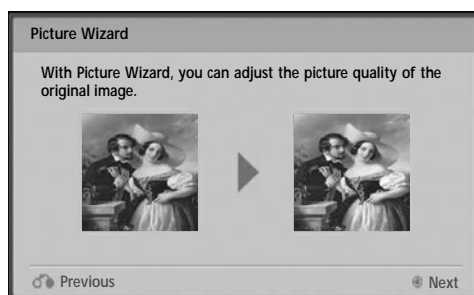 Picture Wizard
With Picture Wizard, you can adjust the picture quality of the
original image.
Previous
Next